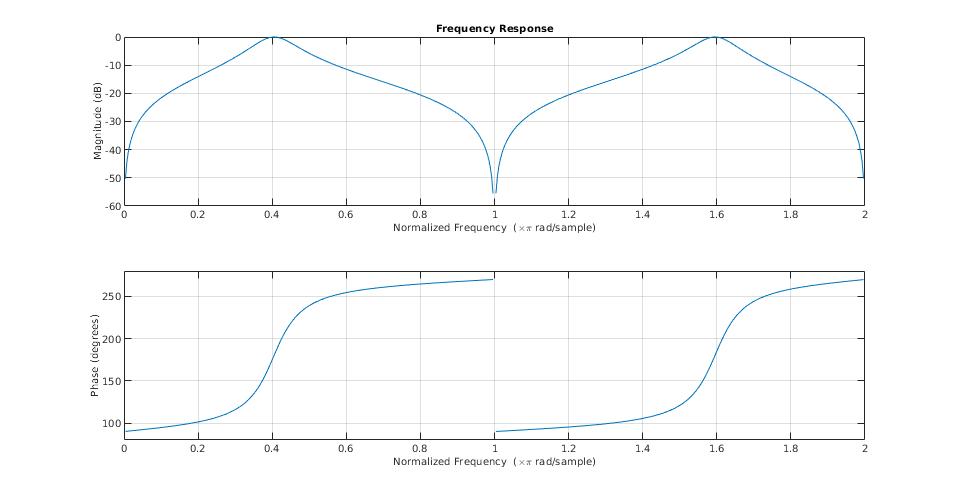 Frequency Response
0
-10
-20
-30
-40
-50
-60
Magnitude (dB)
0 0.2 0.4 0.6 0.8 1 1.2 1.4 1.6 1.8 2
Normalized Frequency (×π rad/sample)
250
200
150
100
Phase (degrees)
0 0.2 0.4 0.6 0.8 1 1.2 1.4 1.6 1.8 2
Normalized Frequency (×π rad/sample)